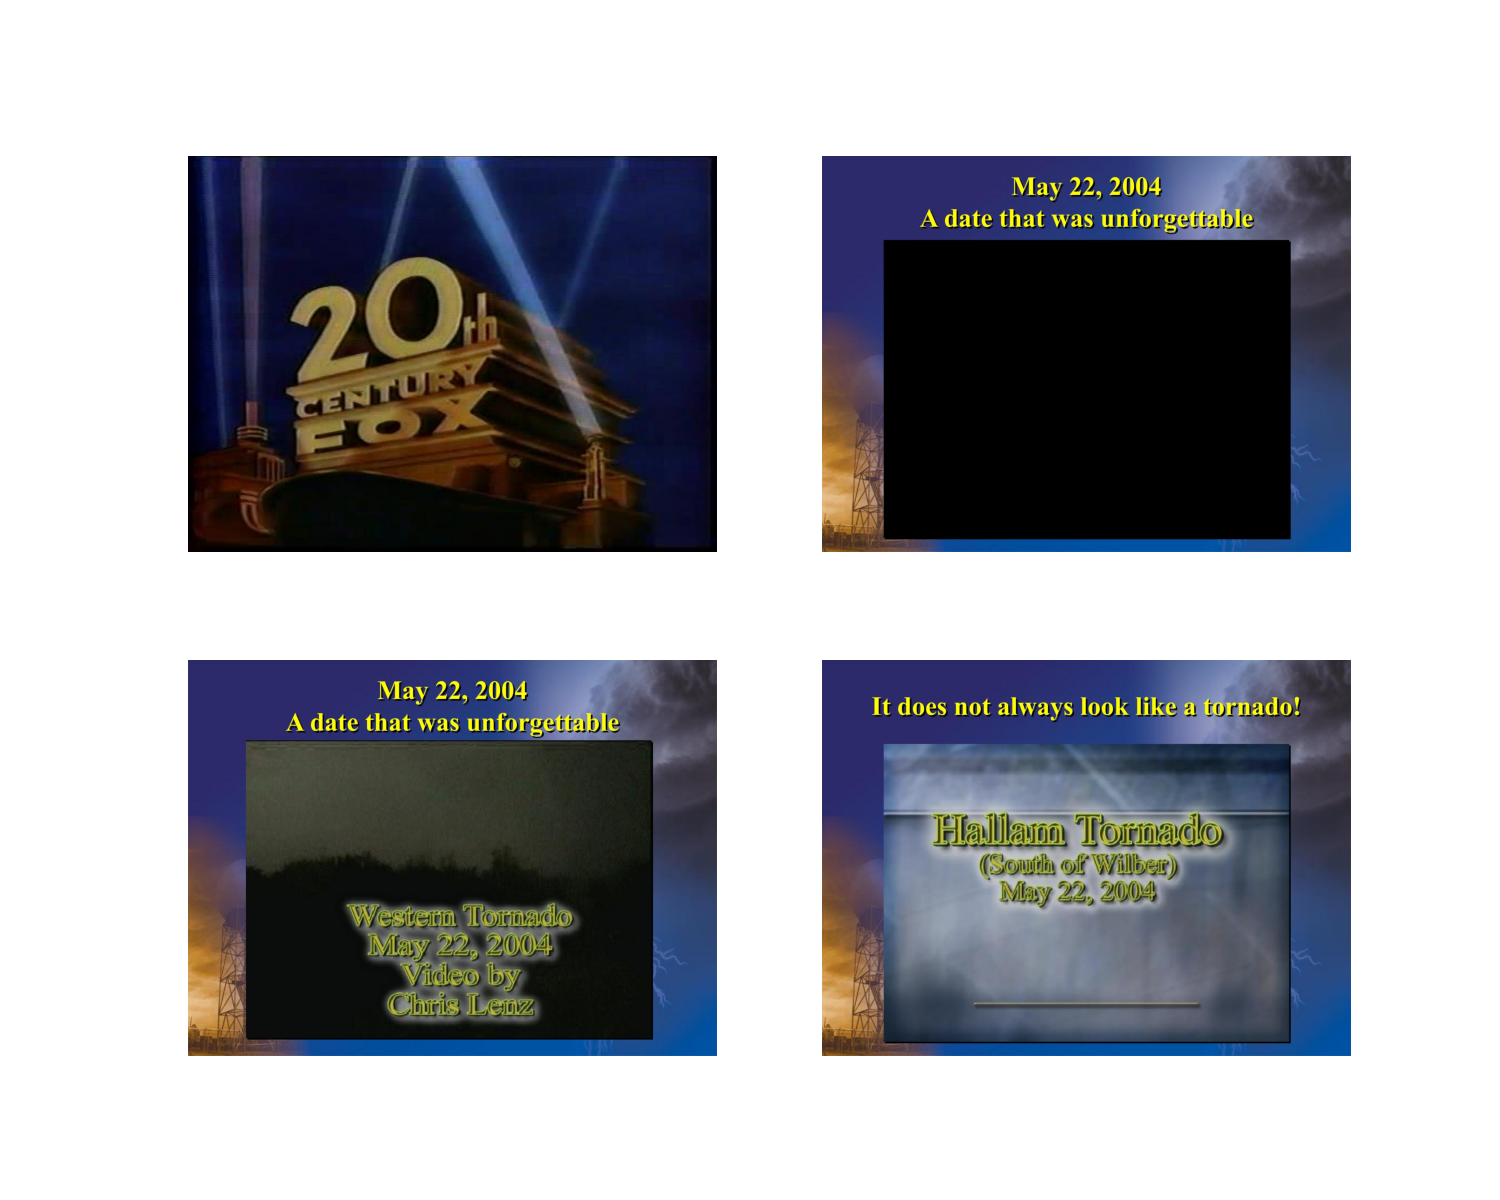 20th
CENTURY
FOX
May 22, 2004
A date that was unforgettable
May 22, 2004
A date that was unforgettable
Western Tornado
May 22, 2004
Video by
Chris Lenz
It does not always look like a tornado!
Hallam Tornado
(South of Wilber)
May 22, 2004